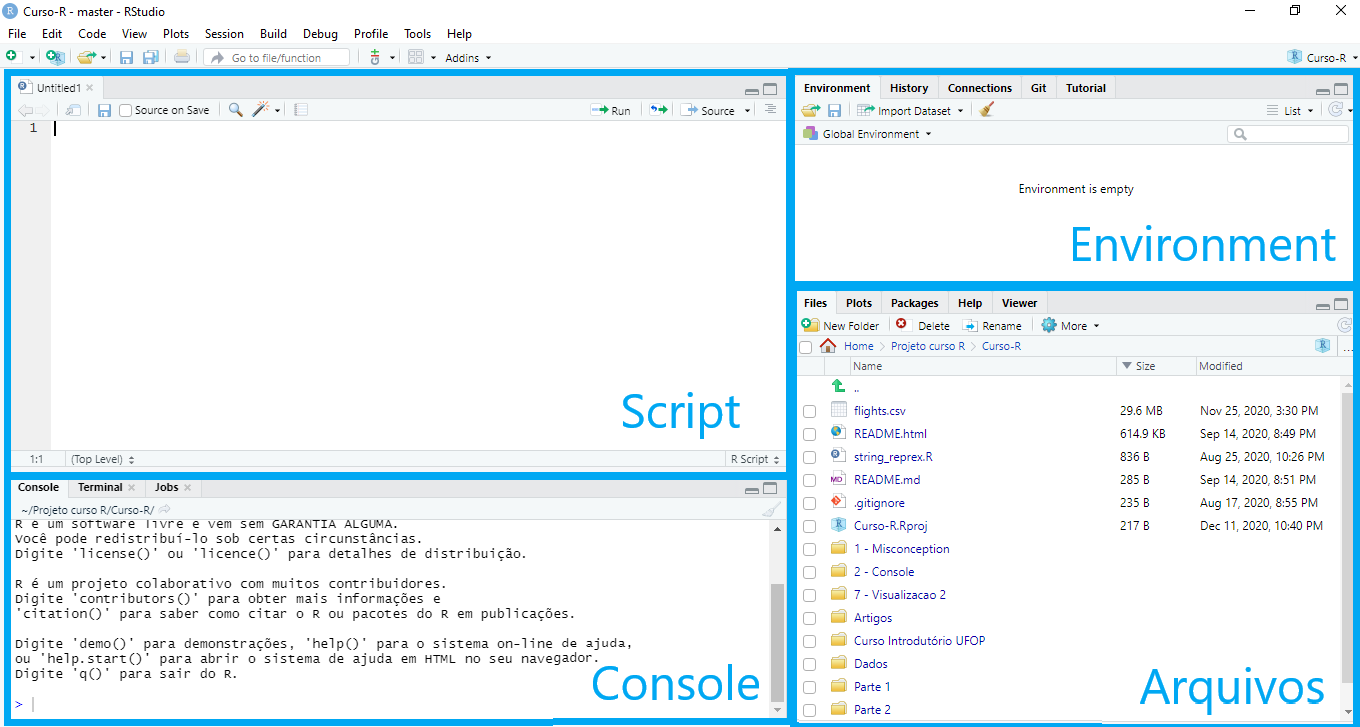 Curso-R - master - RStudio
File Edit Code View Plots Session Build Debug Profile Tools Help
Go to file/function Addins Curso-R
Untitled1
Source on Save Run Source
1
Script
1:1 (Top Level) R Script
Console Terminal Jobs
~/Projeto curso R/Curso-R/
R é um software livre e vem sem GARANTIA ALGUMA.
Você pode redistribuí-lo sob certas circunstâncias.
Digite 'license()' ou 'licence()' para detalhes de distribuição.
R é um projeto colaborativo com muitos contribuidores.
Digite 'contributors()' para obter mais informações e
'citation()' para saber como citar o R ou pacotes do R em publicações.
Digite 'demo()' para demonstrações, 'help()' para o sistema on-line de ajuda,
ou 'help.start()' para abrir o sistema de ajuda em HTML no seu navegador.
Digite 'q()' para sair do R.
>
Console
Environment History Connections Git Tutorial
Import Dataset List
Global Environment
Environment is empty
Environment
Files Plots Packages Help Viewer
New Folder Delete Rename More
Home Projeto curso R Curso-R ...
Name Size Modified
..
flights.csv 29.6 MB Nov 25, 2020, 3:30 PM
README.html 614.9 KB Sep 14, 2020, 8:49 PM
string_reprex.R 836 B Aug 25, 2020, 10:26 PM
MD README.md 285 B Sep 14, 2020, 8:51 PM
.gitignore 235 B Aug 17, 2020, 8:55 PM
Curso-R.Rproj 217 B Dec 11, 2020, 10:40 PM
1 - Misconception
2 - Console
7 - Visualizacao 2
Artigos
Curso Introdutório UFOP
Dados
Parte 1
Parte 2
Arquivos